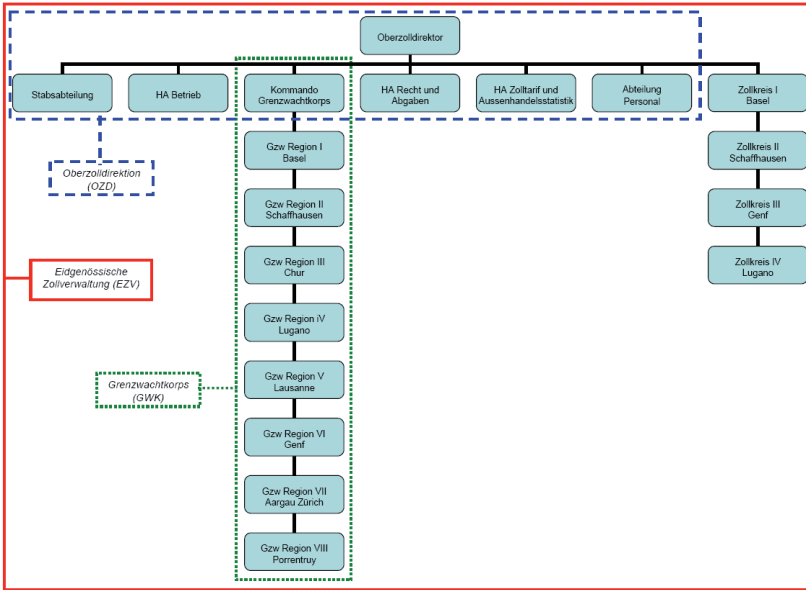 Oberzolldirektor
Stabsabteilung
HA Betrieb
Kommando
Grenzwachtkorps
HA Recht und
Abgaben
HA Zolltarif und
Aussenhandelsstatistik
Abteilung
Personal
Zollkreis I
Basel
Gzw Region I
Basel
Zollkreis II
Schaffhausen
Oberzolldirektion
(OZD)
Gzw Region II
Schaffhausen
Zollkreis III
Genf
Gzw Region III
Chur
Zollkreis IV
Lugano
Eidgenössische
Zollverwaltung (EZV)
Gzw Region iV
Lugano
Gzw Region V
Lausanne
Grenzwachtkorps
(GWK)
Gzw Region VI
Genf
Gzw Region VII
Aargau Zürich
Gzw Region VIII
Porrentruy